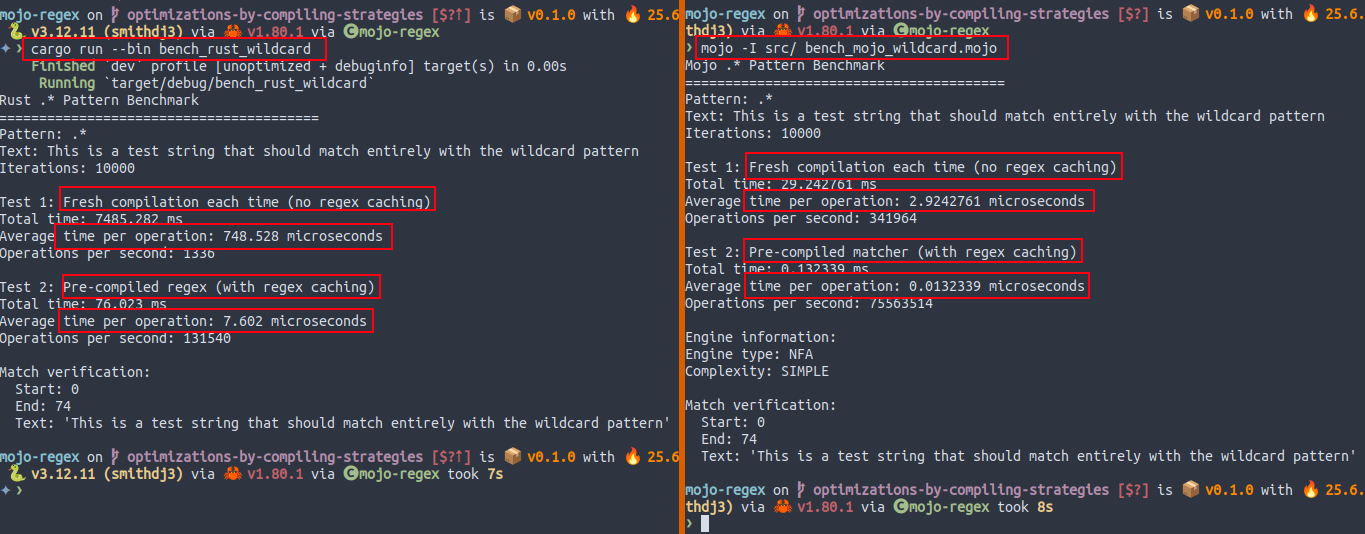 mojo-regex on optimizations-by-compiling-strategies [$?↑] is 📦 v0.1.0 with 🔥 25.6
🐍 v3.12.11 (smithdj3) via 🦀 v1.80.1 via C mojo-regex
✦ › cargo run --bin bench_rust_wildcard
Finished `dev` profile [unoptimized + debuginfo] target(s) in 0.00s
Running `target/debug/bench_rust_wildcard`
Rust .* Pattern Benchmark
========================================
Pattern: .*
Text: This is a test string that should match entirely with the wildcard pattern
Iterations: 10000
Test 1: Fresh compilation each time (no regex caching)
Total time: 7485.282 ms
Average time per operation: 748.528 microseconds
Operations per second: 1336
Test 2: Pre-compiled regex (with regex caching)
Total time: 76.023 ms
Average time per operation: 7.602 microseconds
Operations per second: 131540
Match verification:
Start: 0
End: 74
Text: 'This is a test string that should match entirely with the wildcard pattern'
mojo-regex on optimizations-by-compiling-strategies [$?↑] is 📦 v0.1.0 with 🔥 25.6
🐍 v3.12.11 (smithdj3) via 🦀 v1.80.1 via C mojo-regex took 7s
✦ ›
mojo-regex on optimizations-by-compiling-strategies [$?] is 📦 v0.1.0 with 🔥 25.6.
thdj3) via 🦀 v1.80.1 via C mojo-regex
› mojo -I src/ bench_mojo_wildcard.mojo
Mojo .* Pattern Benchmark
========================================
Pattern: .*
Text: This is a test string that should match entirely with the wildcard pattern
Iterations: 10000
Test 1: Fresh compilation each time (no regex caching)
Total time: 29.242761 ms
Average time per operation: 2.9242761 microseconds
Operations per second: 341964
Test 2: Pre-compiled matcher (with regex caching)
Total time: 0.132339 ms
Average time per operation: 0.0132339 microseconds
Operations per second: 75563514
Engine information:
Engine type: NFA
Complexity: SIMPLE
Match verification:
Start: 0
End: 74
Text: 'This is a test string that should match entirely with the wildcard pattern'
mojo-regex on optimizations-by-compiling-strategies [$?] is 📦 v0.1.0 with 🔥 25.6.
thdj3) via 🦀 v1.80.1 via C mojo-regex took 8s
›